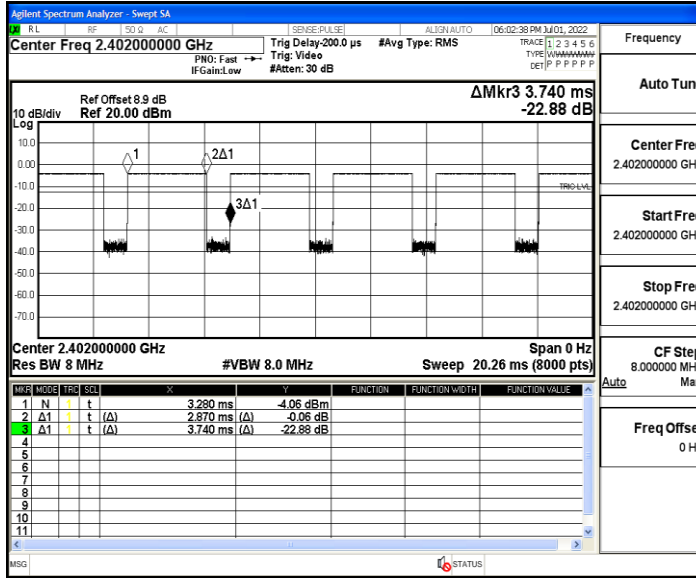 Agilent Spectrum Analyzer - Swept SA
RL RF 50 Ω AC SENSE:PULSE ALIGN AUTO 06:02:38 PM Jul 01, 2022
Center Freq 2.402000000 GHz
PNO: Fast
IFGain:Low
Trig Delay-200.0 µs
Trig: Video
#Atten: 30 dB
#Avg Type: RMS
TRACE 1 2 3 4 5 6
TYPE WWWWWW
DET P P P P P P
ΔMkr3 3.740 ms
-22.88 dB
Ref Offset 8.9 dB
10 dB/div Ref 20.00 dBm
Log
10.0
0.00
-10.0
-20.0
-30.0
-40.0
-50.0
-60.0
-70.0
1
2Δ1
3Δ1
TRIG LVL
Center 2.402000000 GHz Span 0 Hz
Res BW 8 MHz #VBW 8.0 MHz Sweep 20.26 ms (8000 pts)
MKR MODE TRC SCL X Y FUNCTION FUNCTION WIDTH FUNCTION VALUE
1 N 1 t 3.280 ms -4.06 dBm
2 Δ1 1 t (Δ) 2.870 ms (Δ) -0.06 dB
3 Δ1 1 t (Δ) 3.740 ms (Δ) -22.88 dB
4
5
6
7
8
9
10
11
MSG STATUS
Frequency
Auto Tun
Center Fre
2.402000000 GH
Start Fre
2.402000000 GH
Stop Fre
2.402000000 GH
CF Ste
8.000000 MH
Auto Ma
Freq Offse
0 H